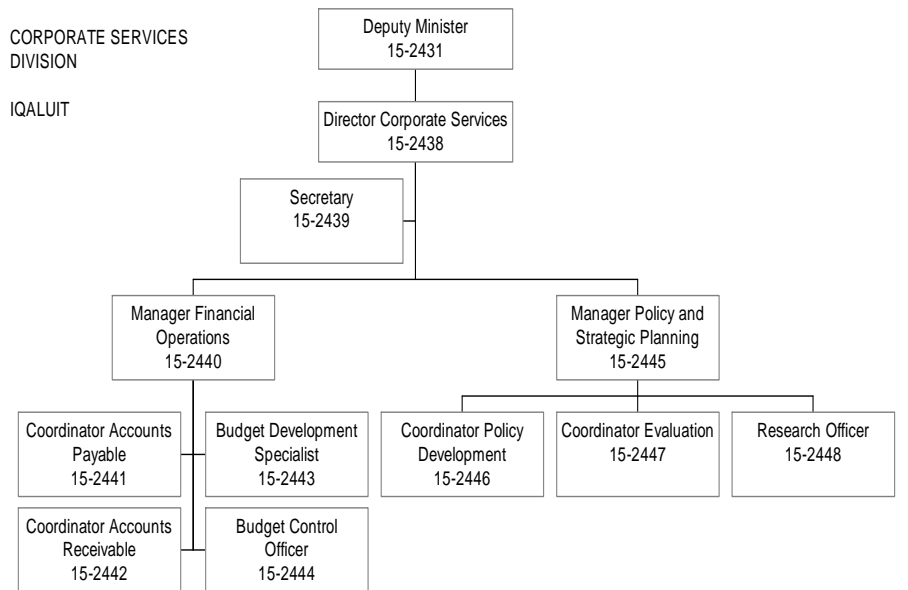 CORPORATE SERVICES
DIVISION
IQALUIT
Deputy Minister
15-2431
Director Corporate Services
15-2438
Secretary
15-2439
Manager Financial
Operations
15-2440
Manager Policy and
Strategic Planning
15-2445
Coordinator Accounts
Payable
15-2441
Budget Development
Specialist
15-2443
Coordinator Policy
Development
15-2446
Coordinator Evaluation
15-2447
Research Officer
15-2448
Coordinator Accounts
Receivable
15-2442
Budget Control
Officer
15-2444